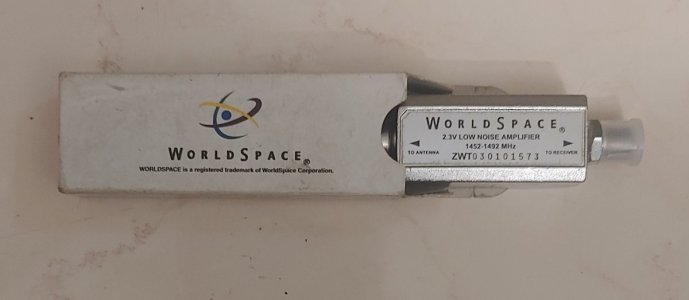 WORLDSPACE®
WORLDSPACE is a registered trademark of WorldSpace Corporation.
WORLDSPACE®
2.3V LOW NOISE AMPLIFIER
1452-1492 MHz
TO ANTENNA TO RECEIVER
ZWT030101573